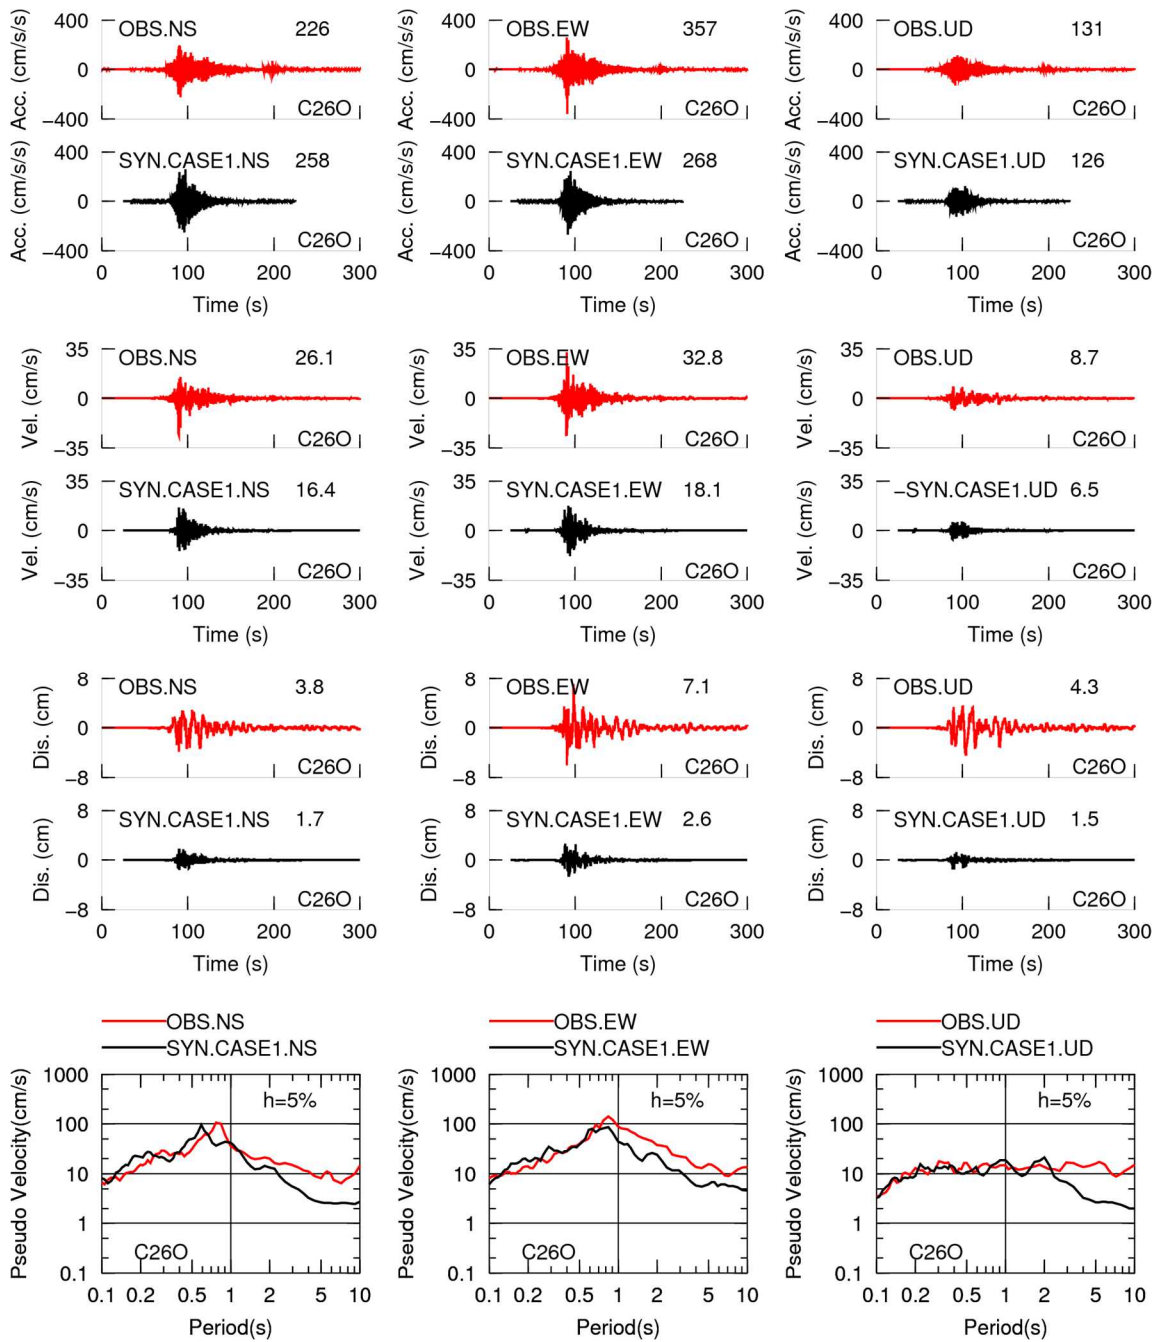 Acc. (cm/s/s)
400
0
−400
OBS.NS 226
C26O
Acc. (cm/s/s)
400
0
−400
OBS.EW 357
C26O
Acc. (cm/s/s)
400
0
−400
OBS.UD 131
C26O
Acc. (cm/s/s)
400
0
−400
SYN.CASE1.NS 258
C26O
0 100 200 300
Time (s)
Acc. (cm/s/s)
400
0
−400
SYN.CASE1.EW 268
C26O
0 100 200 300
Time (s)
Acc. (cm/s/s)
400
0
−400
SYN.CASE1.UD 126
C26O
0 100 200 300
Time (s)
Vel. (cm/s)
35
0
−35
OBS.NS 26.1
C26O
Vel. (cm/s)
35
0
−35
OBS.EW 32.8
C26O
Vel. (cm/s)
35
0
−35
OBS.UD 8.7
C26O
Vel. (cm/s)
35
0
−35
SYN.CASE1.NS 16.4
C26O
0 100 200 300
Time (s)
Vel. (cm/s)
35
0
−35
SYN.CASE1.EW 18.1
C26O
0 100 200 300
Time (s)
Vel. (cm/s)
35
0
−35
−SYN.CASE1.UD 6.5
C26O
0 100 200 300
Time (s)
Dis. (cm)
8
0
−8
OBS.NS 3.8
C26O
Dis. (cm)
8
0
−8
OBS.EW 7.1
C26O
Dis. (cm)
8
0
−8
OBS.UD 4.3
C26O
Dis. (cm)
8
0
−8
SYN.CASE1.NS 1.7
C26O
0 100 200 300
Time (s)
Dis. (cm)
8
0
−8
SYN.CASE1.EW 2.6
C26O
0 100 200 300
Time (s)
Dis. (cm)
8
0
−8
SYN.CASE1.UD 1.5
C26O
0 100 200 300
Time (s)
OBS.NS
SYN.CASE1.NS
Pseudo Velocity(cm/s)
1000
100
10
1
0.1
h=5%
C26O
0.1 0.2 0.5 1 2 5 10
Period(s)
OBS.EW
SYN.CASE1.EW
Pseudo Velocity(cm/s)
1000
100
10
1
0.1
h=5%
C26O
0.1 0.2 0.5 1 2 5 10
Period(s)
OBS.UD
SYN.CASE1.UD
Pseudo Velocity(cm/s)
1000
100
10
1
0.1
h=5%
C26O
0.1 0.2 0.5 1 2 5 10
Period(s)